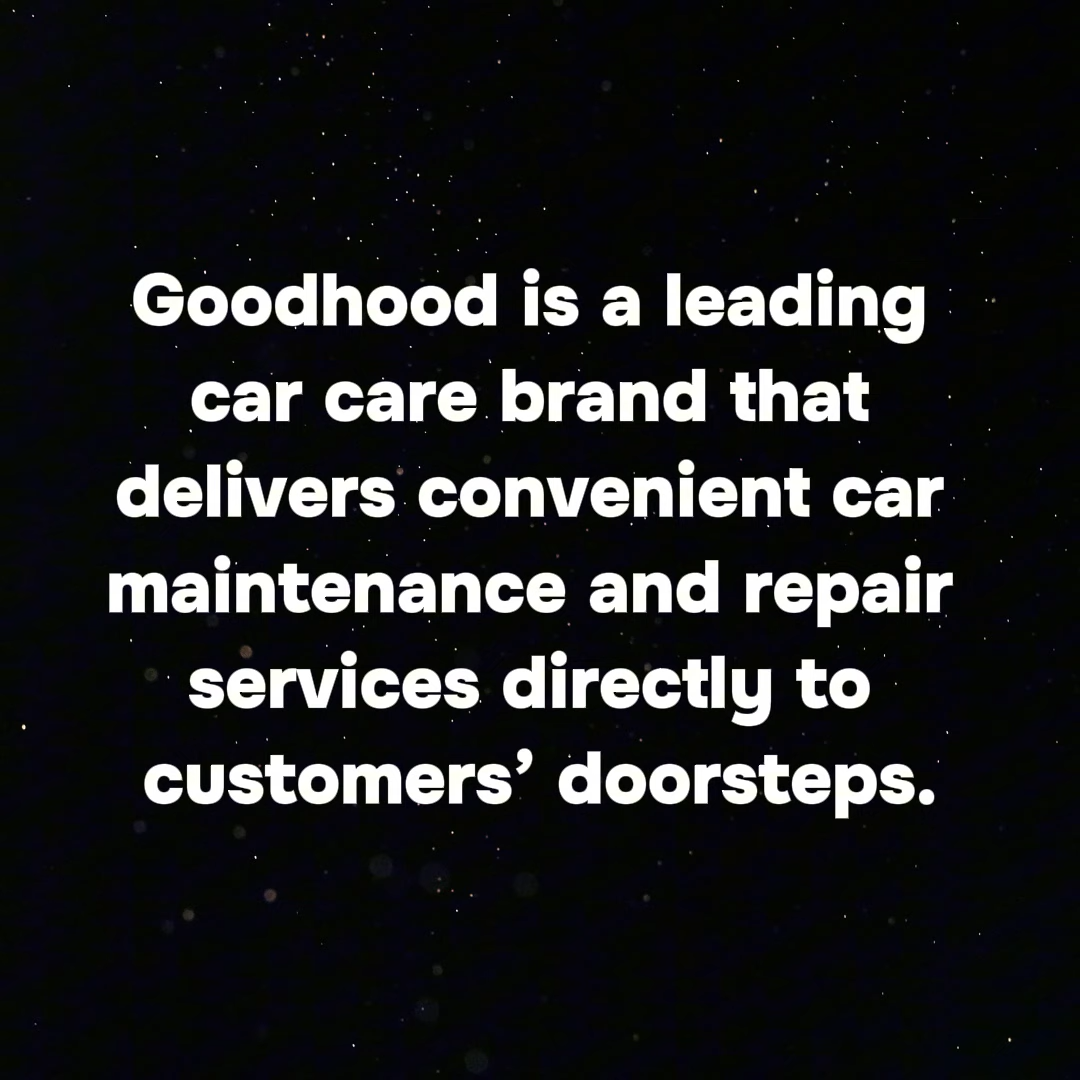 Goodhood is a leading
car care brand that
delivers convenient car
maintenance and repair
services directly to
customers’ doorsteps.